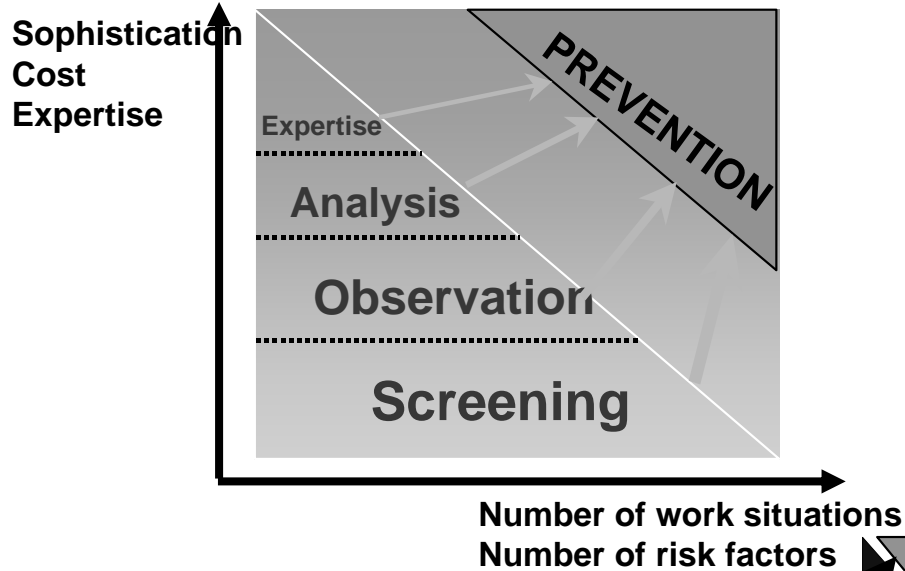 Sophistication
Cost
Expertise
PREVENTION
Expertise
Analysis
Observation
Screening
Number of work situations
Number of risk factors